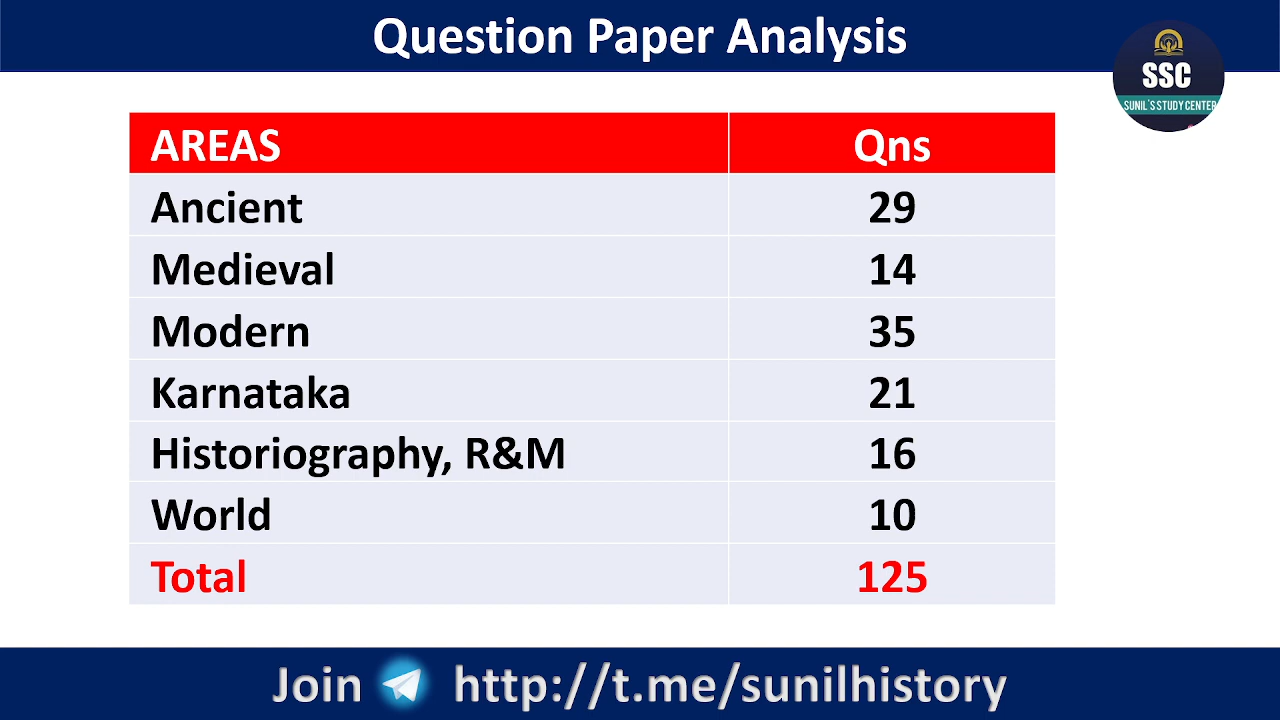 Question Paper Analysis
SSC
SUNIL'S STUDY CENTER
AREAS Qns
Ancient 29
Medieval 14
Modern 35
Karnataka 21
Historiography, R&M 16
World 10
Total 125
Join http://t.me/sunilhistory